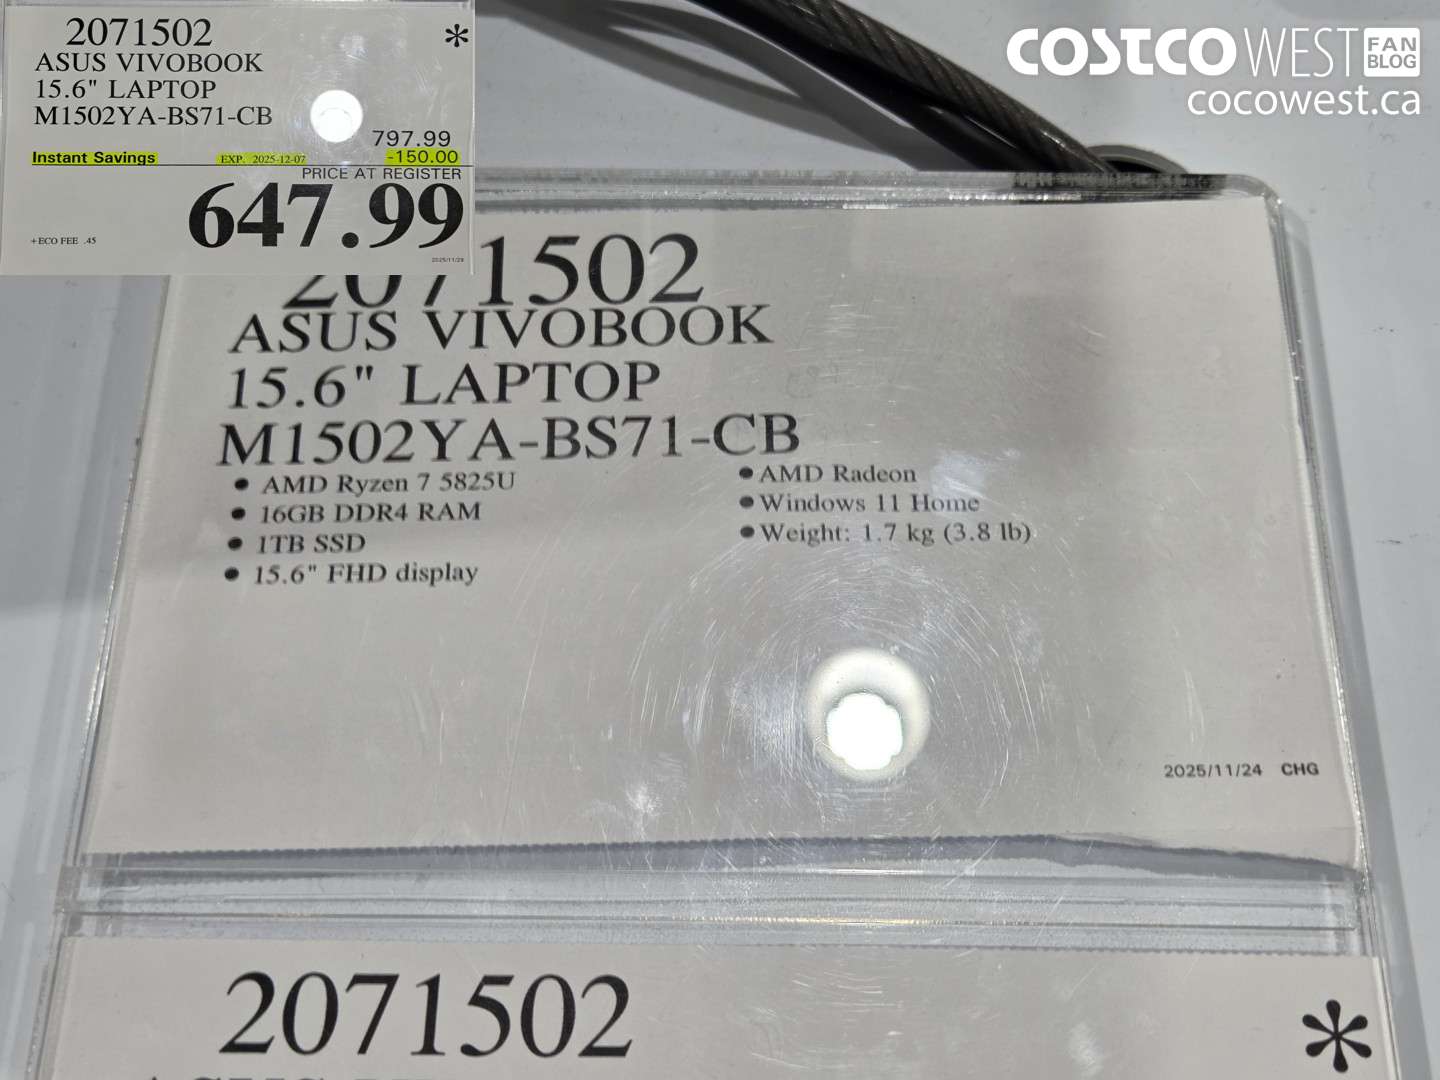 2071502 *
ASUS VIVOBOOK
15.6" LAPTOP
M1502YA-BS71-CB
797.99
Instant Savings EXP. 2025-12-07 -150.00
PRICE AT REGISTER
647.99
+ECO FEE .45
2025/11/28
COSTCO WEST FAN BLOG
cocowest.ca
2071502
ASUS VIVOBOOK
15.6" LAPTOP
M1502YA-BS71-CB
• AMD Ryzen 7 5825U
• 16GB DDR4 RAM
• 1TB SSD
• 15.6" FHD display
• AMD Radeon
• Windows 11 Home
• Weight: 1.7 kg (3.8 lb)
2025/11/24 CHG
2071502 *